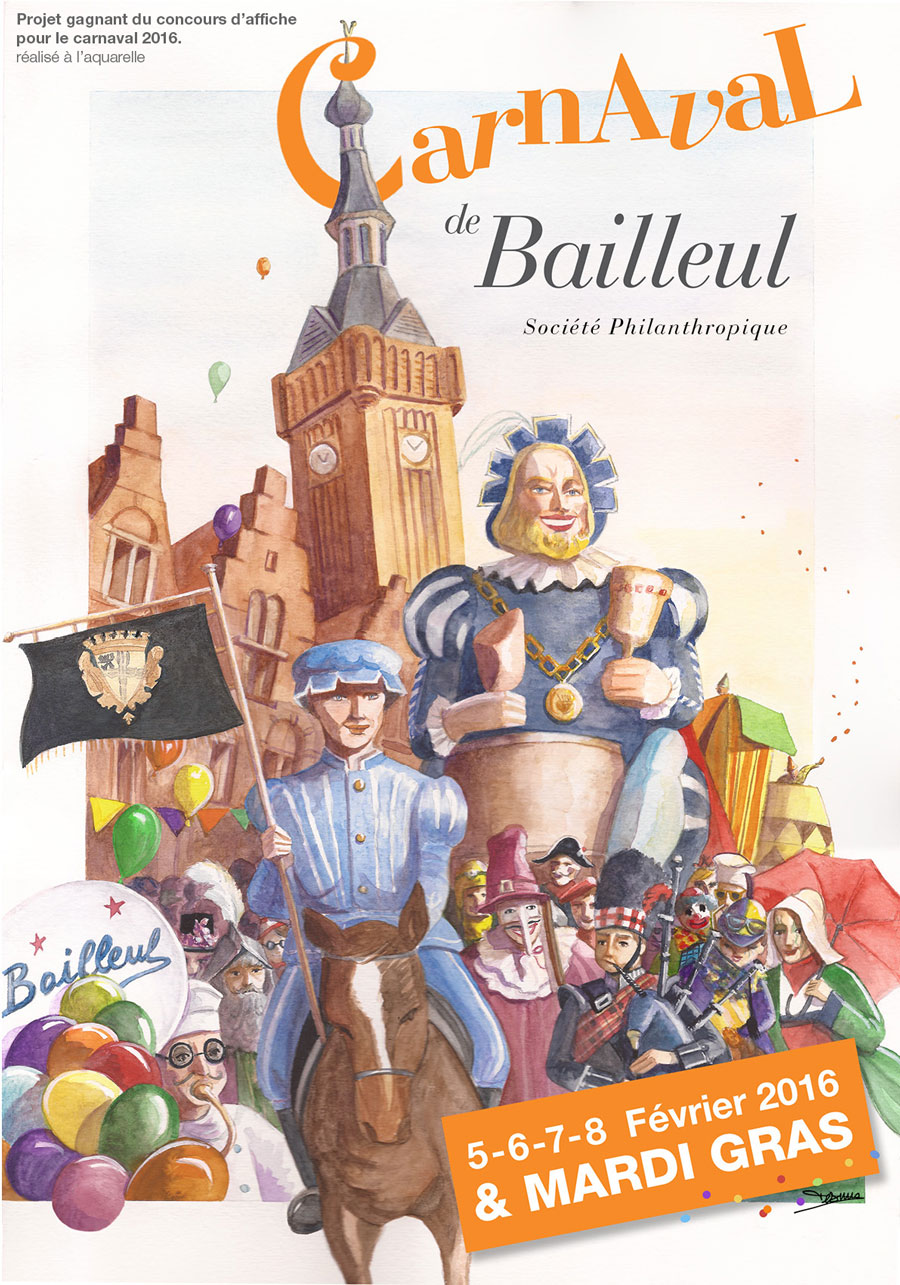 Projet gagnant du concours d’affiche
pour le carnaval 2016.
réalisé à l’aquarelle
CarnAvaL
de Bailleul
Société Philanthropique
Bailleul
5-6-7-8 Février 2016
& MARDI GRAS